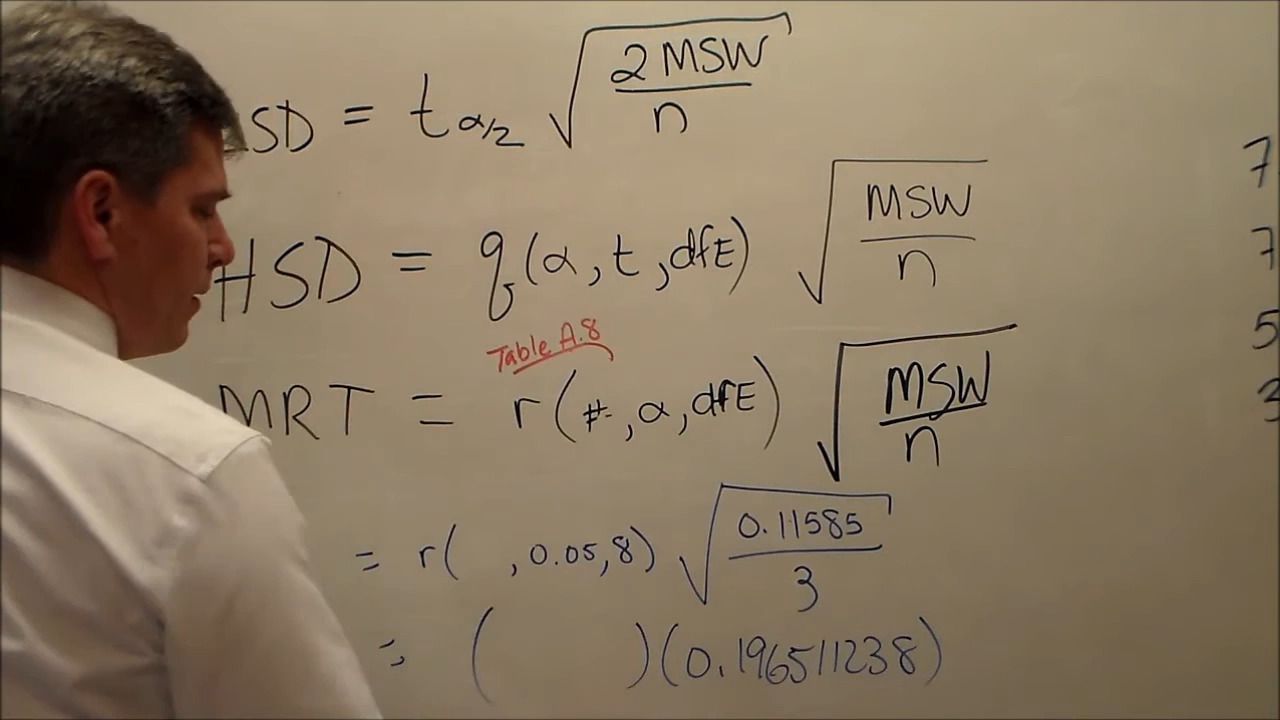 SD = t α/2 √(2 MSW / n)
HSD = q(α, t, dfE) √(MSW / n)
Table A.8
MRT = r(#, α, dfE) √(MSW / n)
= r( , 0.05, 8) √(0.11585 / 3)
= ( )(0.196511238)
7
7
5
3